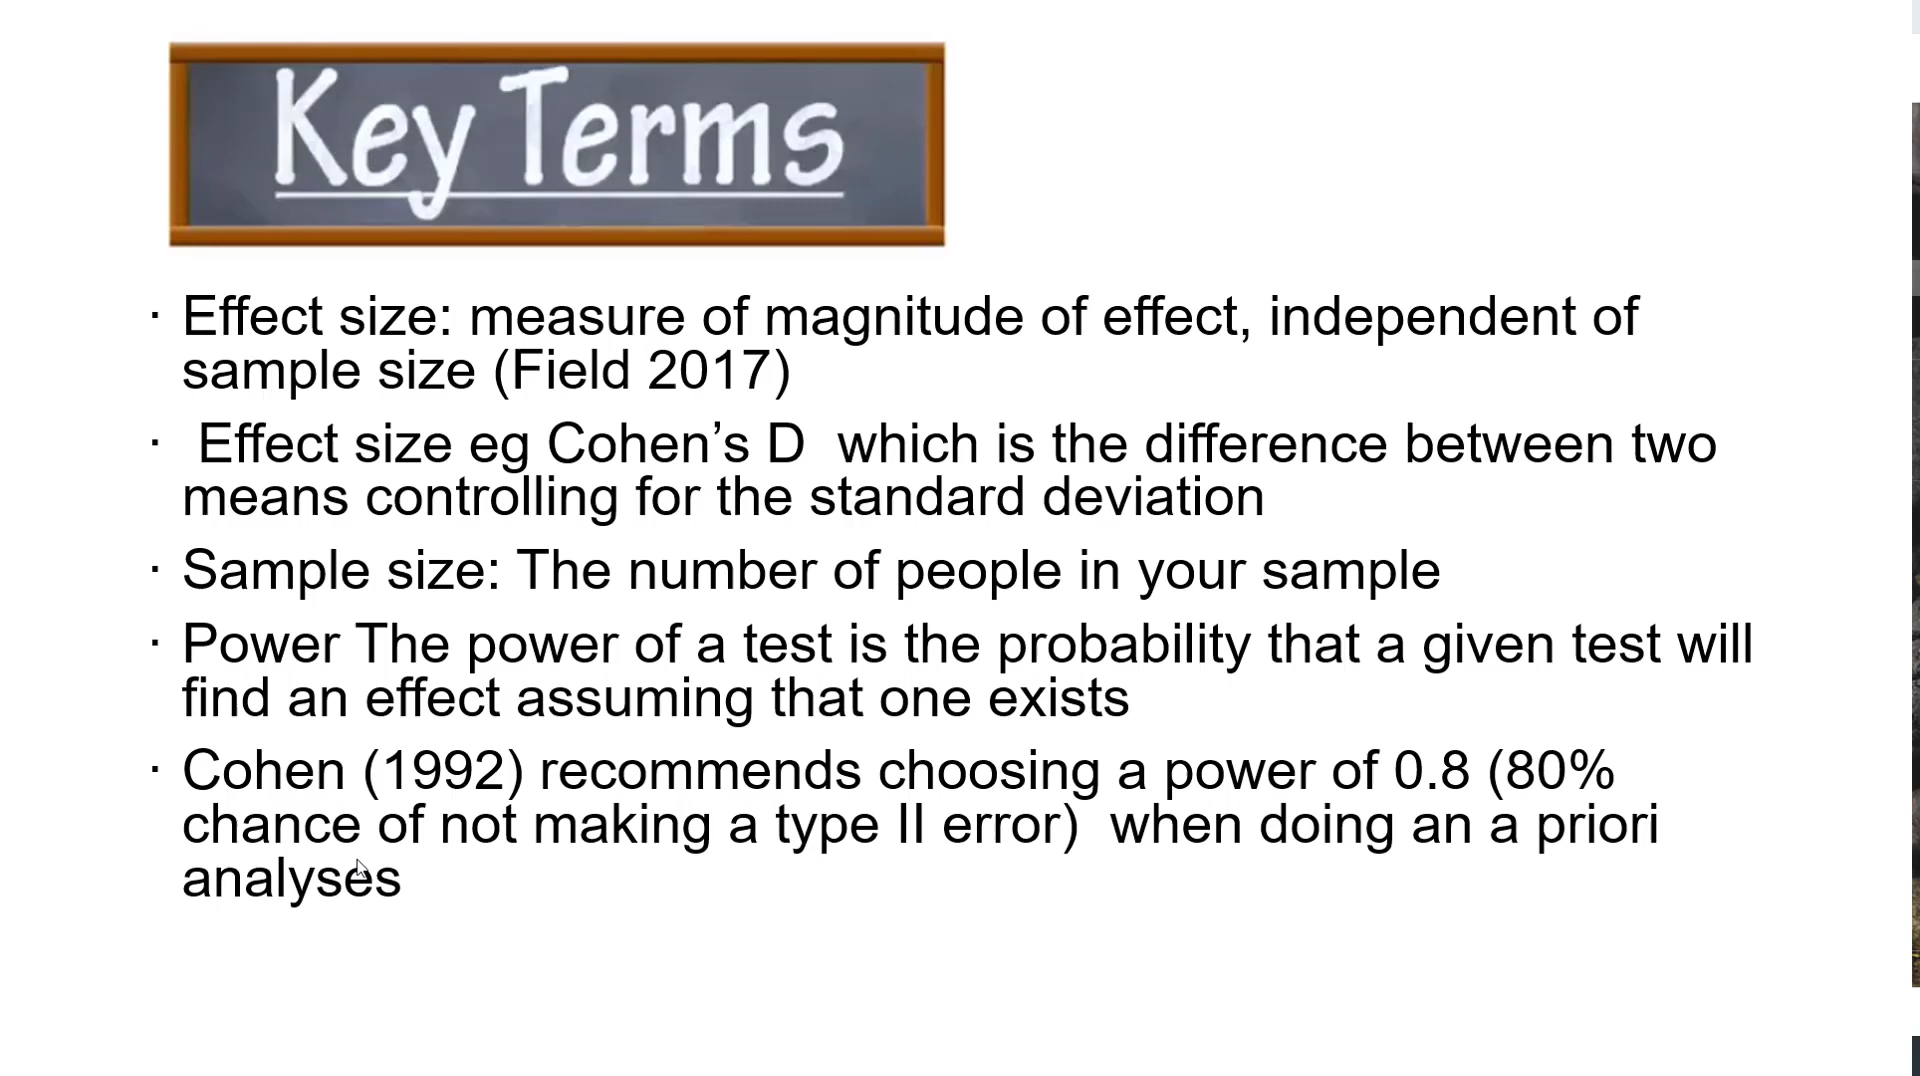 Key Terms
· Effect size: measure of magnitude of effect, independent of
sample size (Field 2017)
· Effect size eg Cohen’s D which is the difference between two
means controlling for the standard deviation
· Sample size: The number of people in your sample
· Power The power of a test is the probability that a given test will
find an effect assuming that one exists
· Cohen (1992) recommends choosing a power of 0.8 (80%
chance of not making a type II error) when doing an a priori
analyses